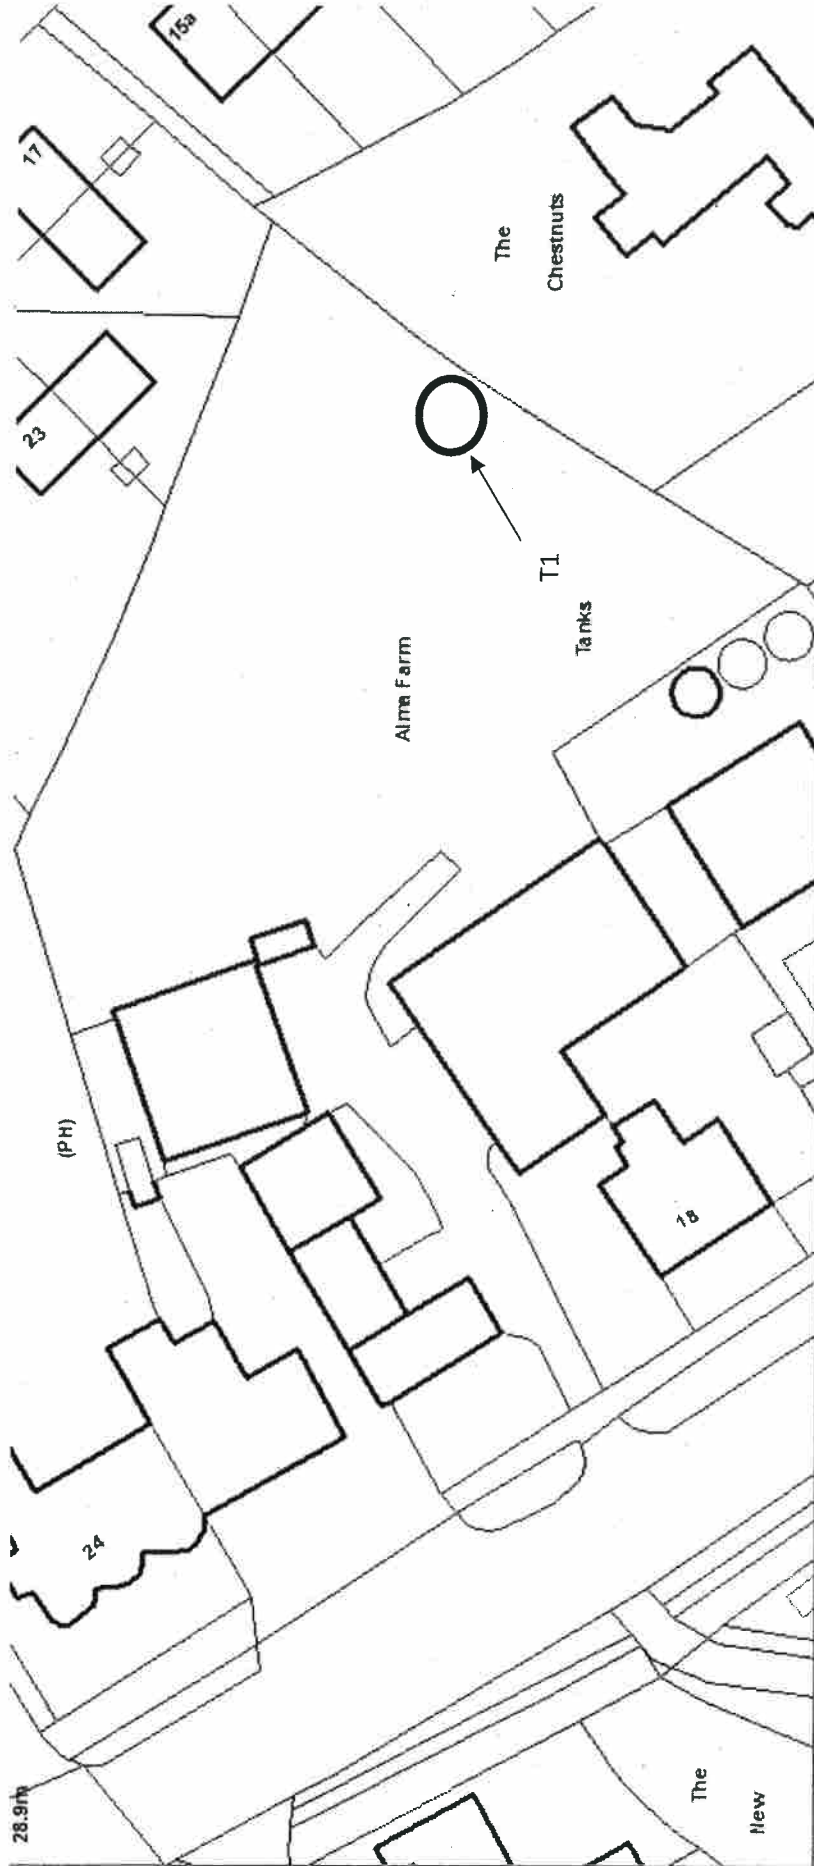 15a
17
The
Chestnuts
23
T1
Tanks
Alma Farm
(PH)
18
24
28.9m
The
New